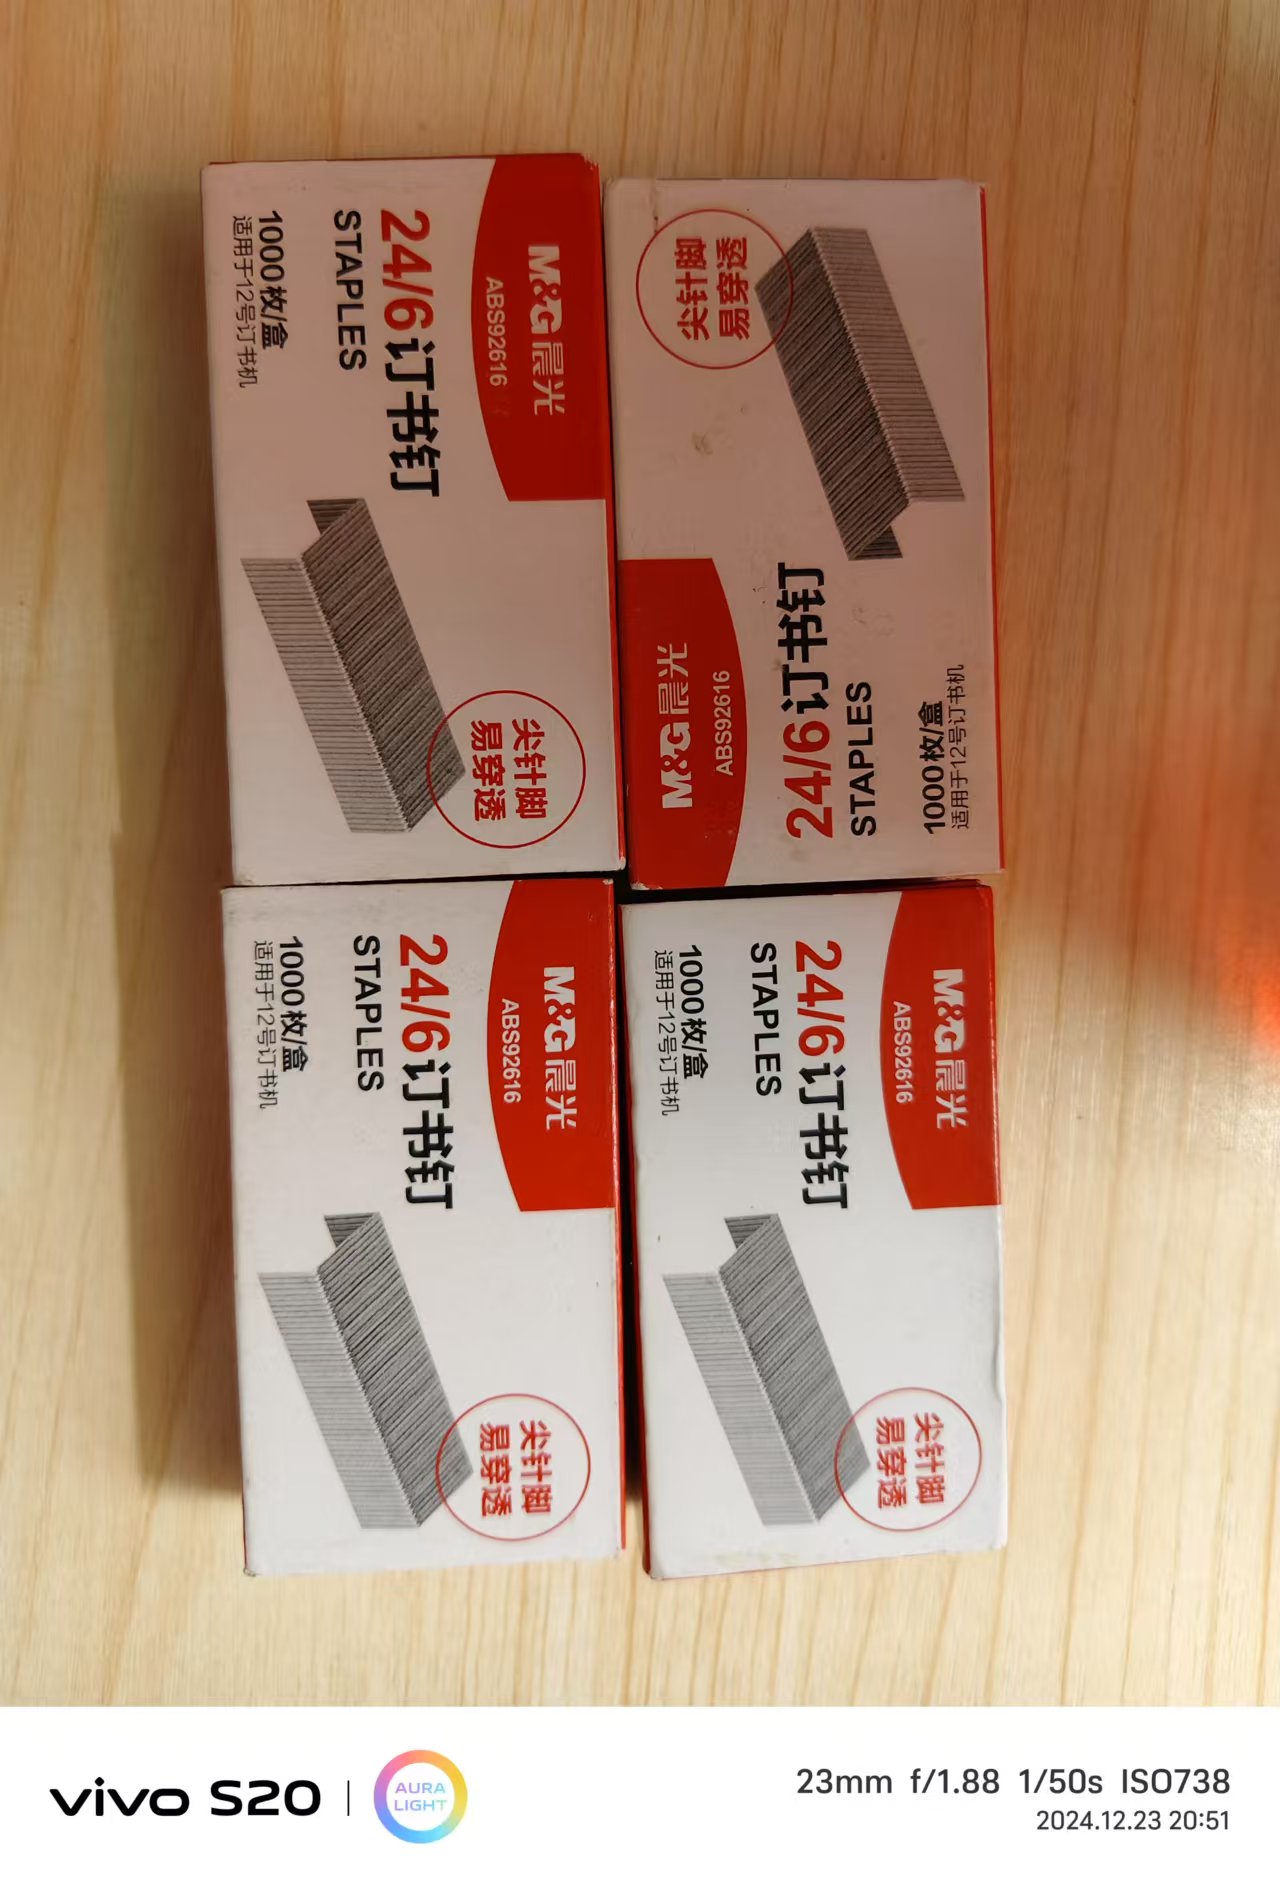 M&G晨光
ABS92616
24/6订书钉
STAPLES
1000枚/盒
适用于12号订书机
尖针脚
易穿透
尖针脚
易穿透
24/6订书钉
STAPLES
1000枚/盒
适用于12号订书机
M&G晨光
ABS92616
M&G晨光
ABS92616
24/6订书钉
STAPLES
1000枚/盒
适用于12号订书机
尖针脚
易穿透
M&G晨光
ABS92616
24/6订书钉
STAPLES
1000枚/盒
适用于12号订书机
尖针脚
易穿透
vivo S20
AURA
LIGHT
23mm f/1.88 1/50s ISO738
2024.12.23 20:51